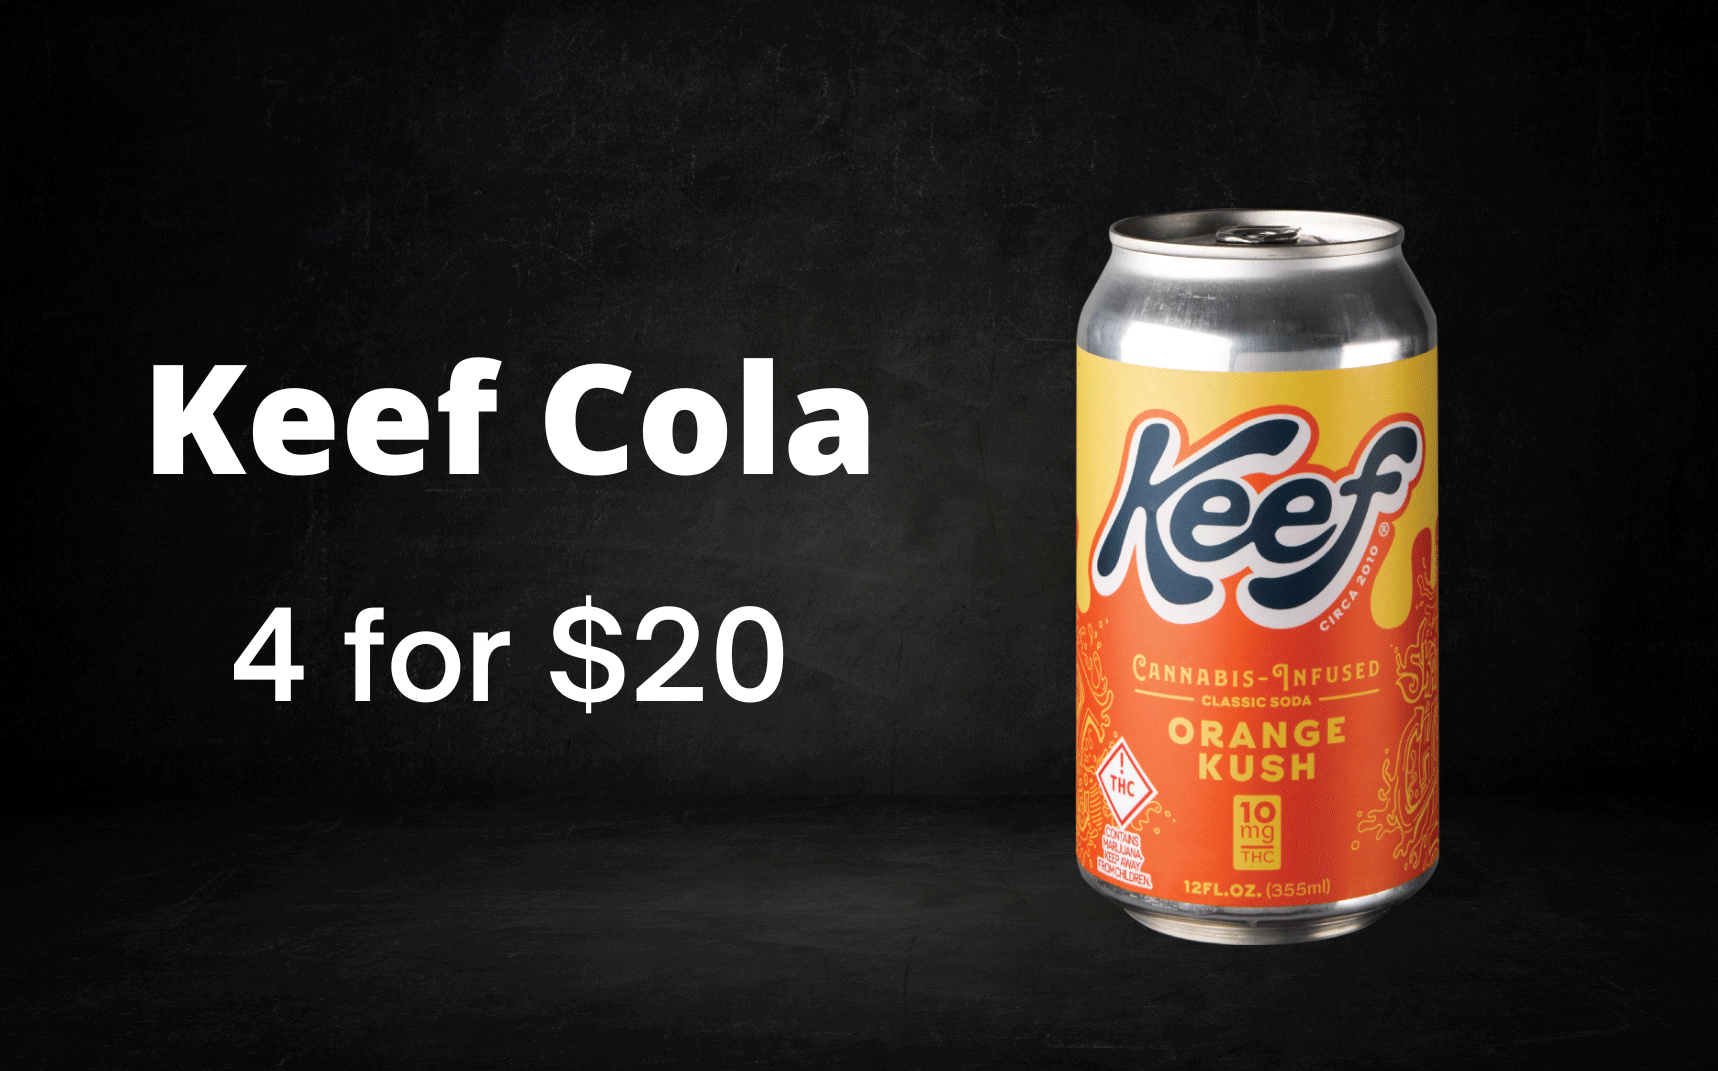 Keef Cola
4 for $20
Keef ®
CIRCA 2010
CANNABIS-INFUSED
CLASSIC SODA
ORANGE
KUSH
!
THC
CONTAINS
MARIJUANA.
KEEP AWAY
FROM CHILDREN.
10
mg
THC
12FL.OZ. (355ml)